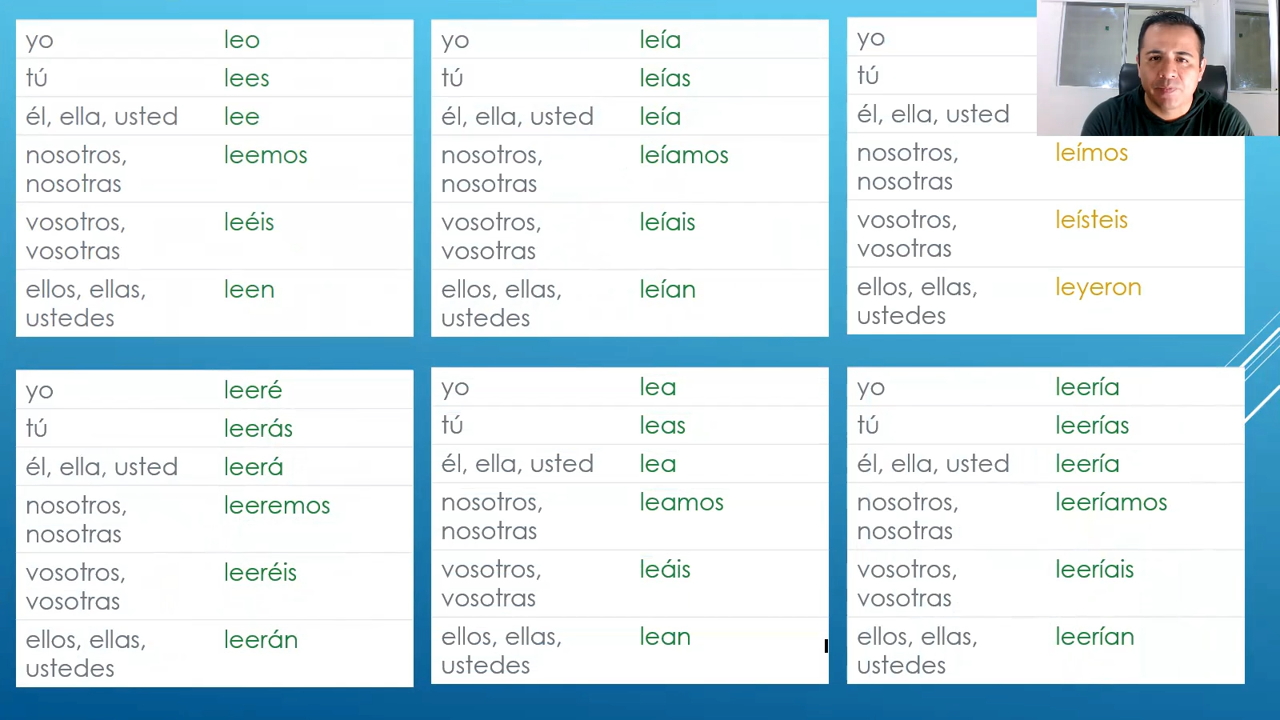 yo leo
tú lees
él, ella, usted lee
nosotros, leemos
nosotras
vosotros, leéis
vosotras
ellos, ellas, leen
ustedes
yo leía
tú leías
él, ella, usted leía
nosotros, leíamos
nosotras
vosotros, leíais
vosotras
ellos, ellas, leían
ustedes
yo
tú
él, ella, usted
nosotros, leímos
nosotras
vosotros, leísteis
vosotras
ellos, ellas, leyeron
ustedes
yo leeré
tú leerás
él, ella, usted leerá
nosotros, leeremos
nosotras
vosotros, leeréis
vosotras
ellos, ellas, leerán
ustedes
yo lea
tú leas
él, ella, usted lea
nosotros, leamos
nosotras
vosotros, leáis
vosotras
ellos, ellas, lean
ustedes
yo leería
tú leerías
él, ella, usted leería
nosotros, leeríamos
nosotras
vosotros, leeríais
vosotras
ellos, ellas, leerían
ustedes